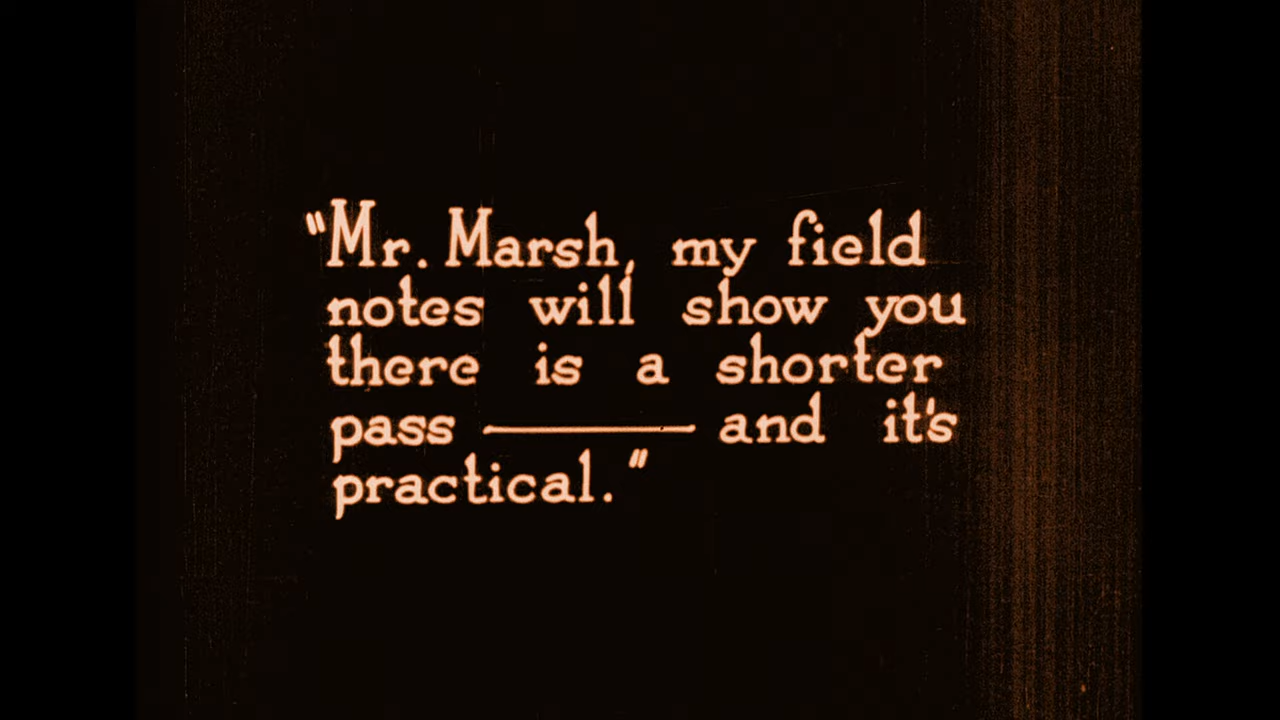 "Mr. Marsh, my field
notes will show you
there is a shorter
pass ——— and it's
practical."